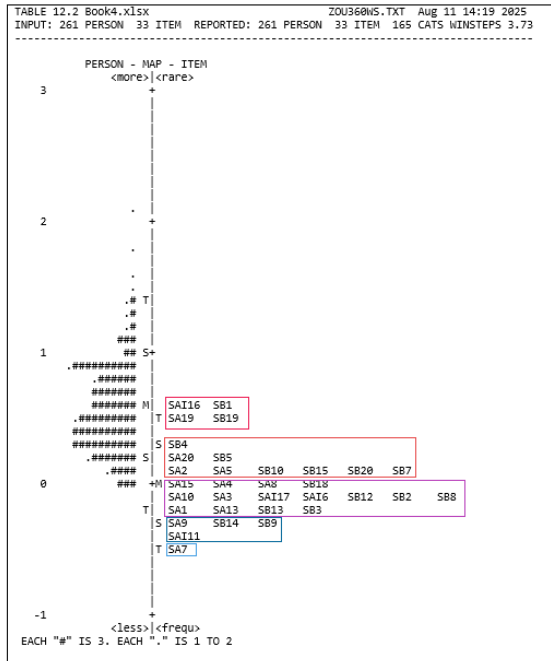 TABLE 12.2 Book4.xlsx ZOU360WS.TXT Aug 11 14:19 2025
INPUT: 261 PERSON 33 ITEM REPORTED: 261 PERSON 33 ITEM 165 CATS WINSTEPS 3.73
--------------------------------------------------------------------------------
PERSON - MAP - ITEM
<more>|<rare>
3 +
|
|
|
|
|
|
|
|
. |
2 +
|
. |
|
. |
. |
.# T|
.# |
.# |
### |
1 ## S+
.########## |
.###### |
####### |
####### M| SAI16 SB1
.######### |T SA19 SB19
########## |
########## |S SB4
.####### S| SA20 SB5
.#### | SA2 SA5 SB10 SB15 SB20 SB7
0 ### +M SA15 SA4 SA8 SB18
| SA10 SA3 SAI17 SAI6 SB12 SB2 SB8
T| SA1 SA13 SB13 SB3
|S SA9 SB14 SB9
| SAI11
|T SA7
|
|
|
|
-1 +
<less>|<frequ>
EACH "#" IS 3. EACH "." IS 1 TO 2